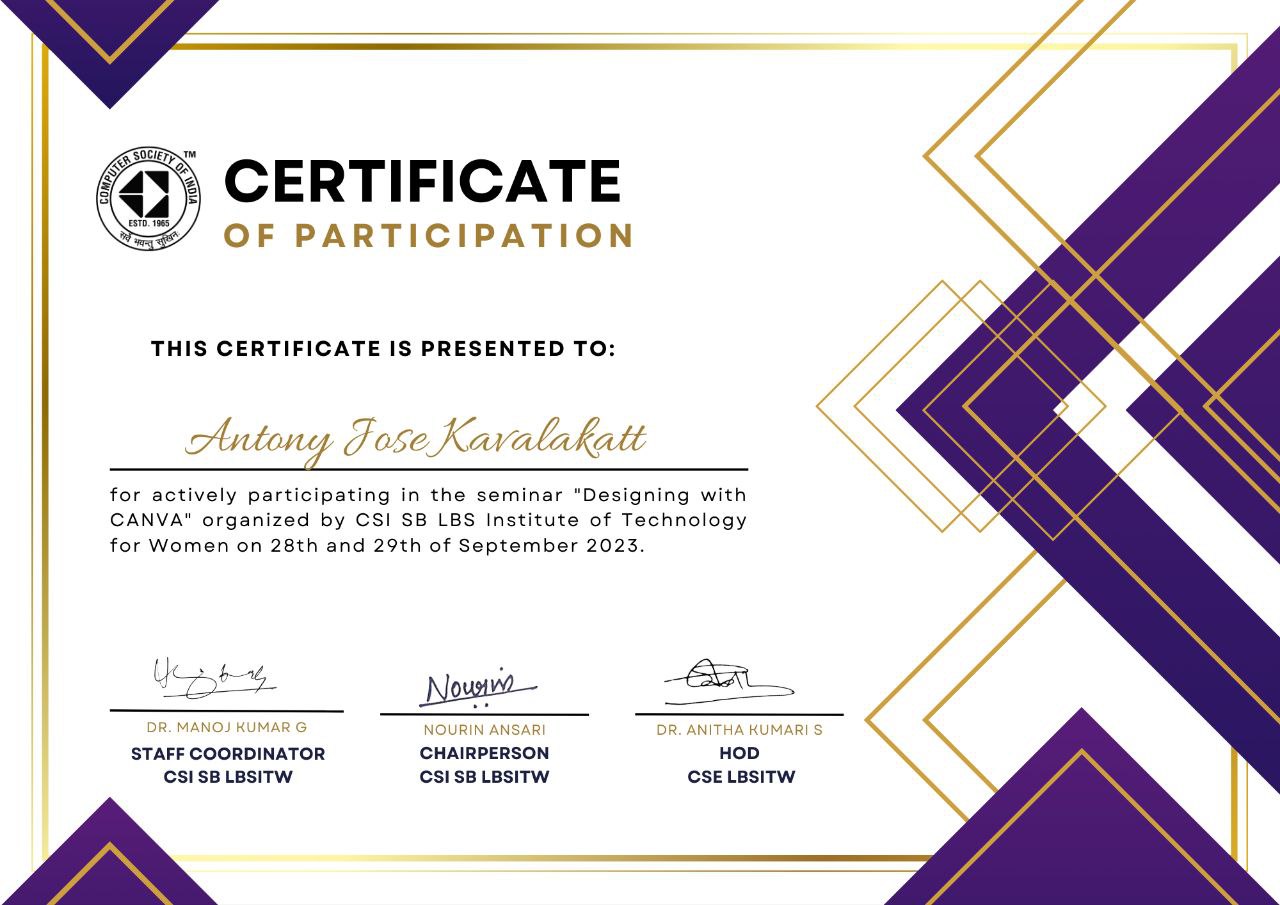 COMPUTER SOCIETY OF INDIA
TM
ESTD. 1965
सर्वे भवन्तु सुखिनः
CERTIFICATE
OF PARTICIPATION
THIS CERTIFICATE IS PRESENTED TO:
Antony Jose Kavalakatt
for actively participating in the seminar "Designing with
CANVA" organized by CSI SB LBS Institute of Technology
for Women on 28th and 29th of September 2023.
Nourin
DR. MANOJ KUMAR G
STAFF COORDINATOR
CSI SB LBSITW
NOURIN ANSARI
CHAIRPERSON
CSI SB LBSITW
DR. ANITHA KUMARI S
HOD
CSE LBSITW